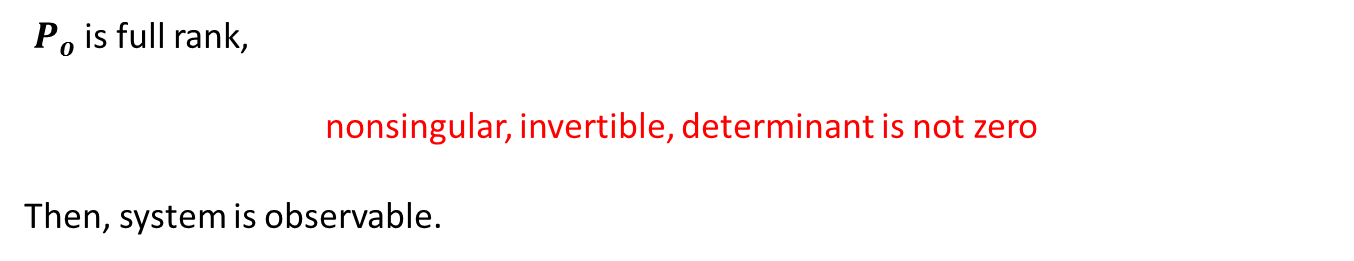 P_o is full rank,
nonsingular, invertible, determinant is not zero
Then, system is observable.